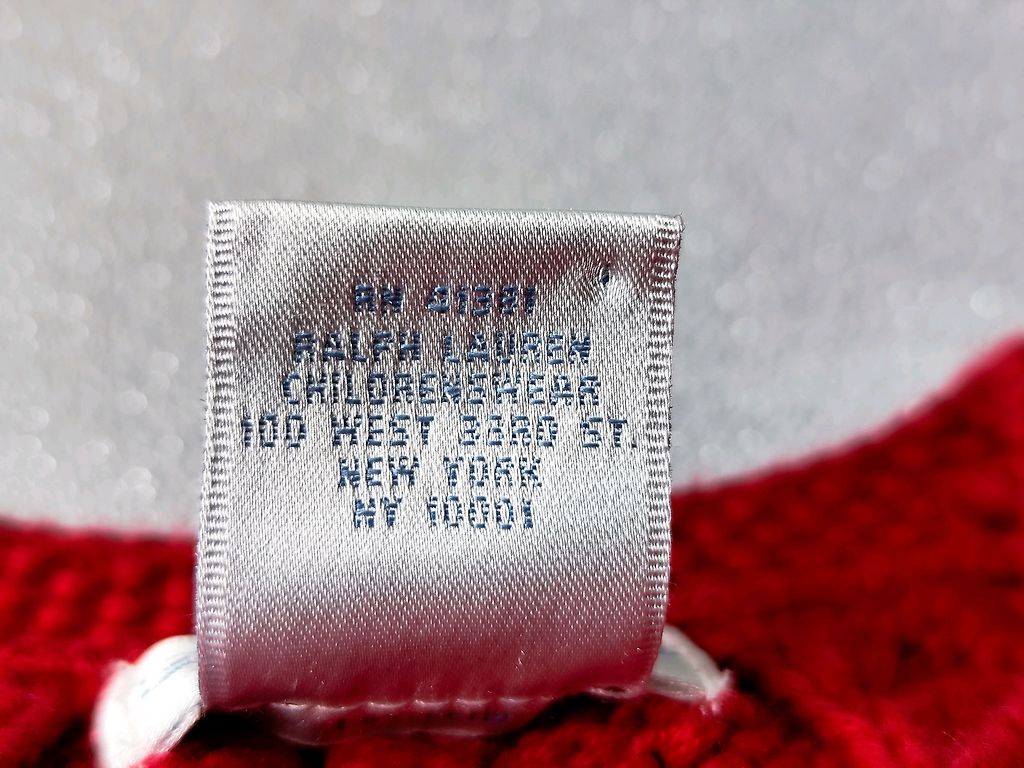 RN 41381
RALPH LAUREN
CHILDRENSWEAR
100 WEST 33RD ST.
NEW YORK
NY 10001